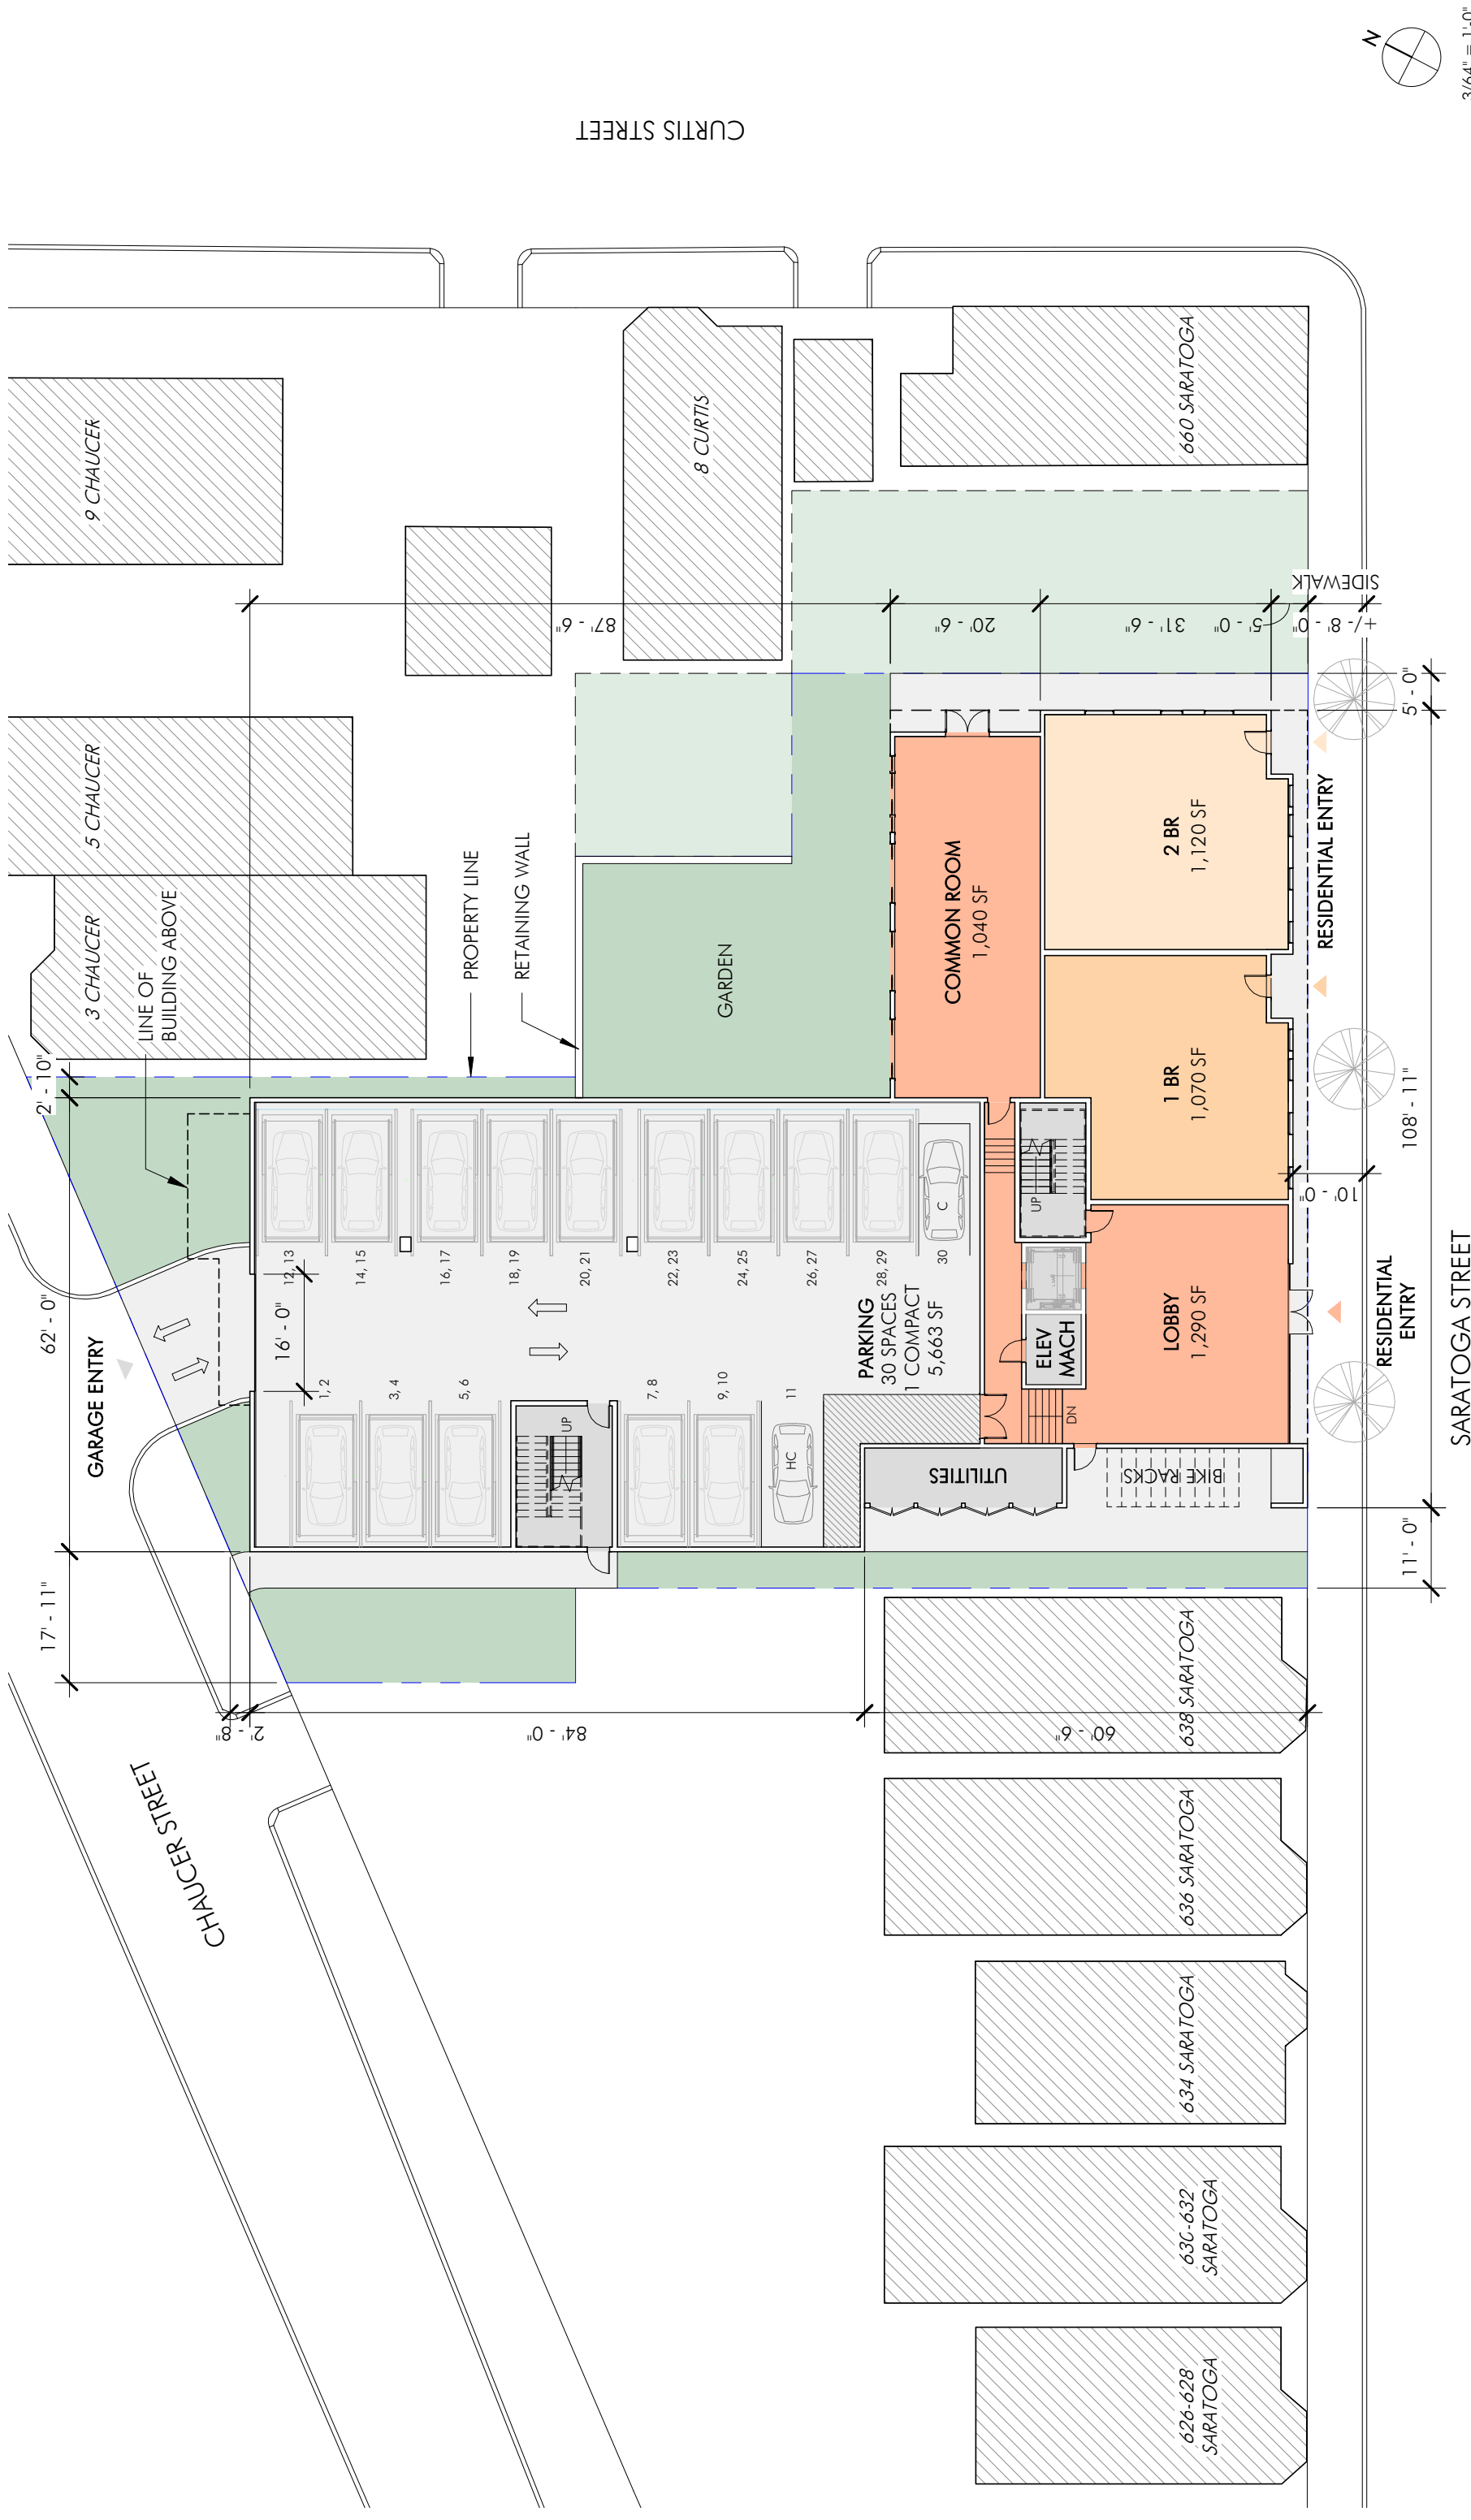 N
3/64" = 1'-0"
CURTIS STREET
9 CHAUCER
5 CHAUCER
3 CHAUCER
8 CURTIS
660 SARATOGA
LINE OF
BUILDING ABOVE
PROPERTY LINE
RETAINING WALL
GARDEN
SIDEWALK
87' - 6"
20' - 6"
31' - 6"
5' - 0"
+/- 8' - 0"
5' - 0"
COMMON ROOM
1,040 SF
2 BR
1,120 SF
1 BR
1,070 SF
RESIDENTIAL ENTRY
2' - 10"
62' - 0"
17' - 11"
GARAGE ENTRY
16' - 0"
12, 13
14, 15
16, 17
18, 19
20, 21
22, 23
24, 25
26, 27
28, 29
30
C
1, 2
3, 4
5, 6
7, 8
9, 10
11
HC
UP
PARKING
30 SPACES
1 COMPACT
5,663 SF
UP
ELEV
MACH
DN
LOBBY
1,290 SF
UTILITIES
BIKE RACKS
RESIDENTIAL
ENTRY
10' - 0"
108' - 11"
11' - 0"
SARATOGA STREET
2' - 8"
84' - 0"
60' - 6"
CHAUCER STREET
638 SARATOGA
636 SARATOGA
634 SARATOGA
630-632
SARATOGA
626-628
SARATOGA